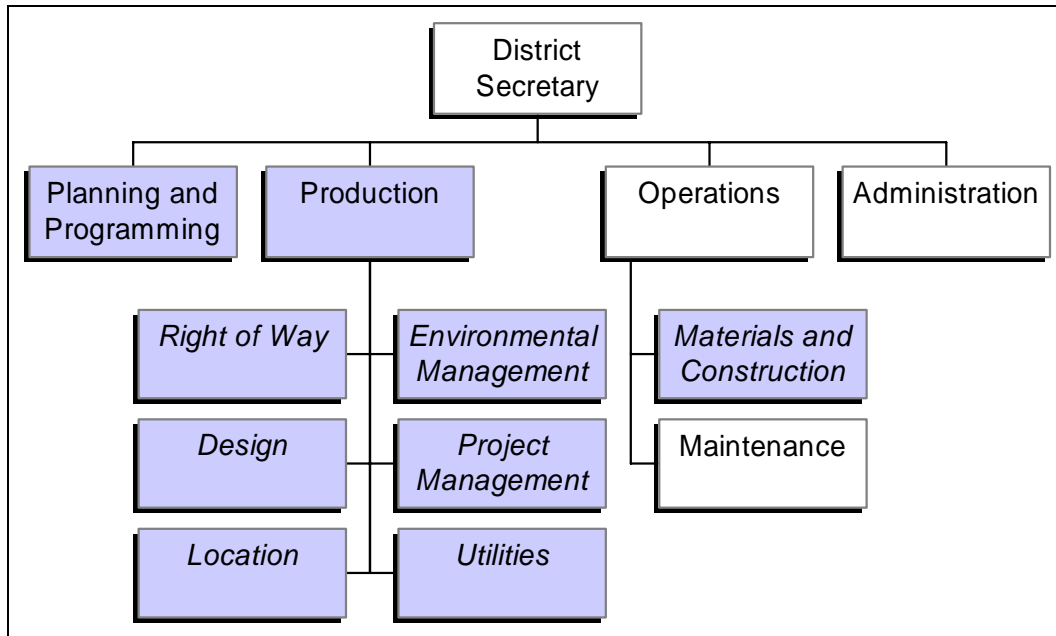 District
Secretary
Planning and
Programming
Production
Operations
Administration
Right of Way
Environmental
Management
Materials and
Construction
Design
Project
Management
Maintenance
Location
Utilities